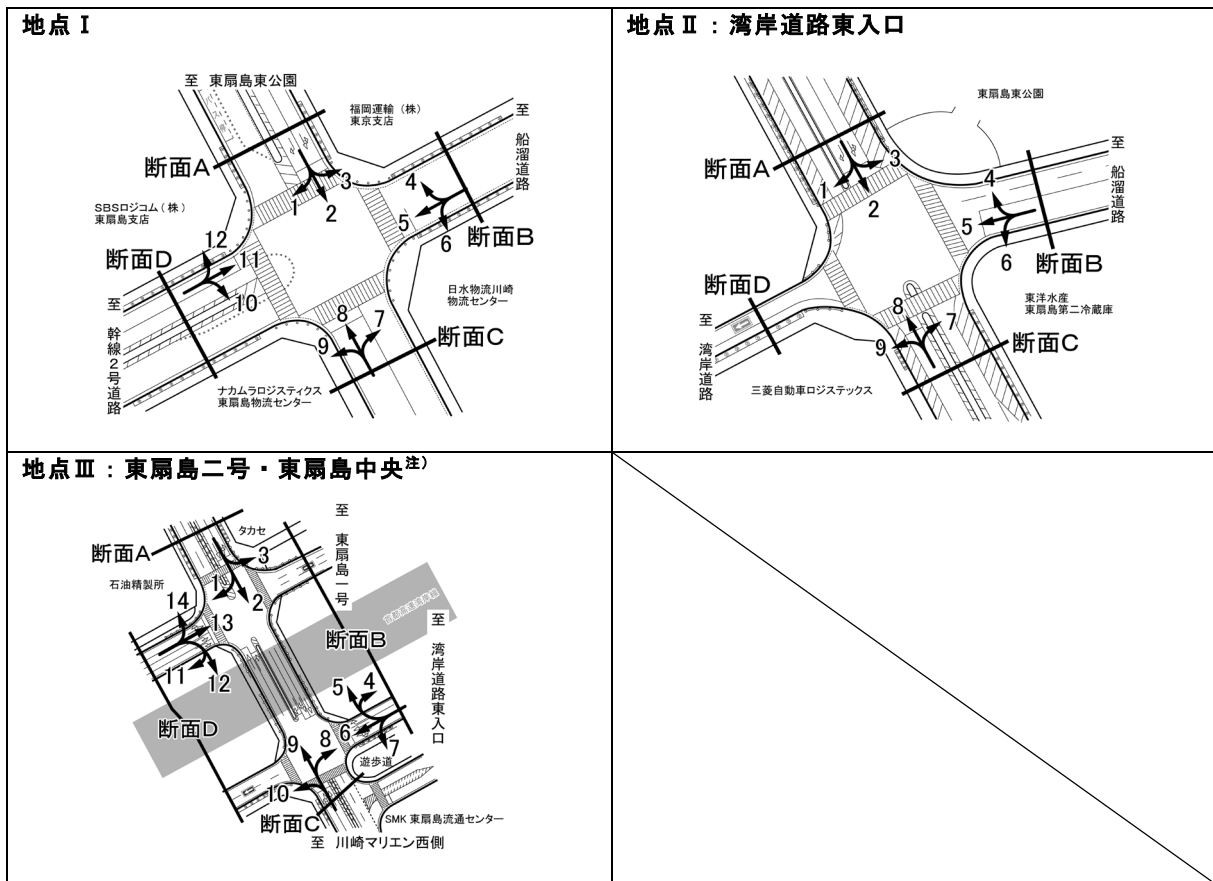 地点Ⅰ
至 東扇島東公園
福岡運輸（株）
東京支店
至 船溜道路
断面A
SBSロジコム（株）
東扇島支店
1
2
3
4
5
6
断面B
12
11
10
断面D
日水物流川崎
物流センター
8
7
9
断面C
至 幹線2号道路
ナカムラロジスティクス
東扇島物流センター
地点Ⅱ：湾岸道路東入口
東扇島東公園
至 船溜道路
断面A
1
2
3
4
5
6
断面B
東洋水産
東扇島第二冷蔵庫
断面D
8
7
9
断面C
至 湾岸道路
三菱自動車ロジステックス
地点Ⅲ：東扇島二号・東扇島中央注）
至 東扇島一号
タカセ
断面A
石油精製所
1
2
3
14
13
11
12
首都高速湾岸線
断面B
至 湾岸道路東入口
断面D
5
4
6
7
9
8
10
遊歩道
断面C
SMK 東扇島流通センター
至 川崎マリエン西側